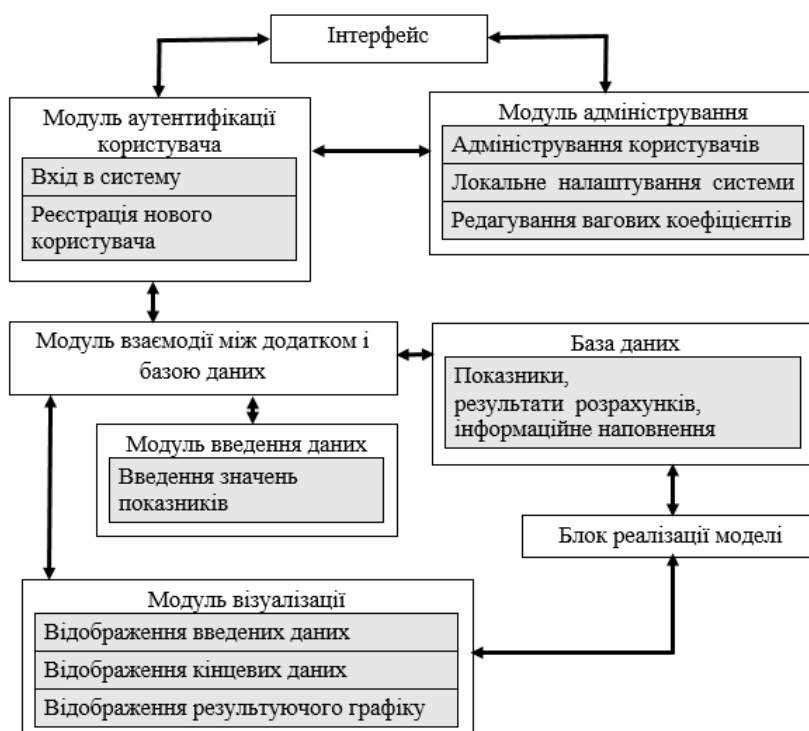 Інтерфейс
Модуль аутентифікації
користувача
Вхід в систему
Реєстрація нового
користувача
Модуль адміністрування
Адміністрування користувачів
Локальне налаштування системи
Редагування вагових коефіцієнтів
Модуль взаємодії між додатком і
базою даних
База даних
Показники,
результати розрахунків,
інформаційне наповнення
Модуль введення даних
Введення значень
показників
Блок реалізації моделі
Модуль візуалізації
Відображення введених даних
Відображення кінцевих даних
Відображення результуючого графіку